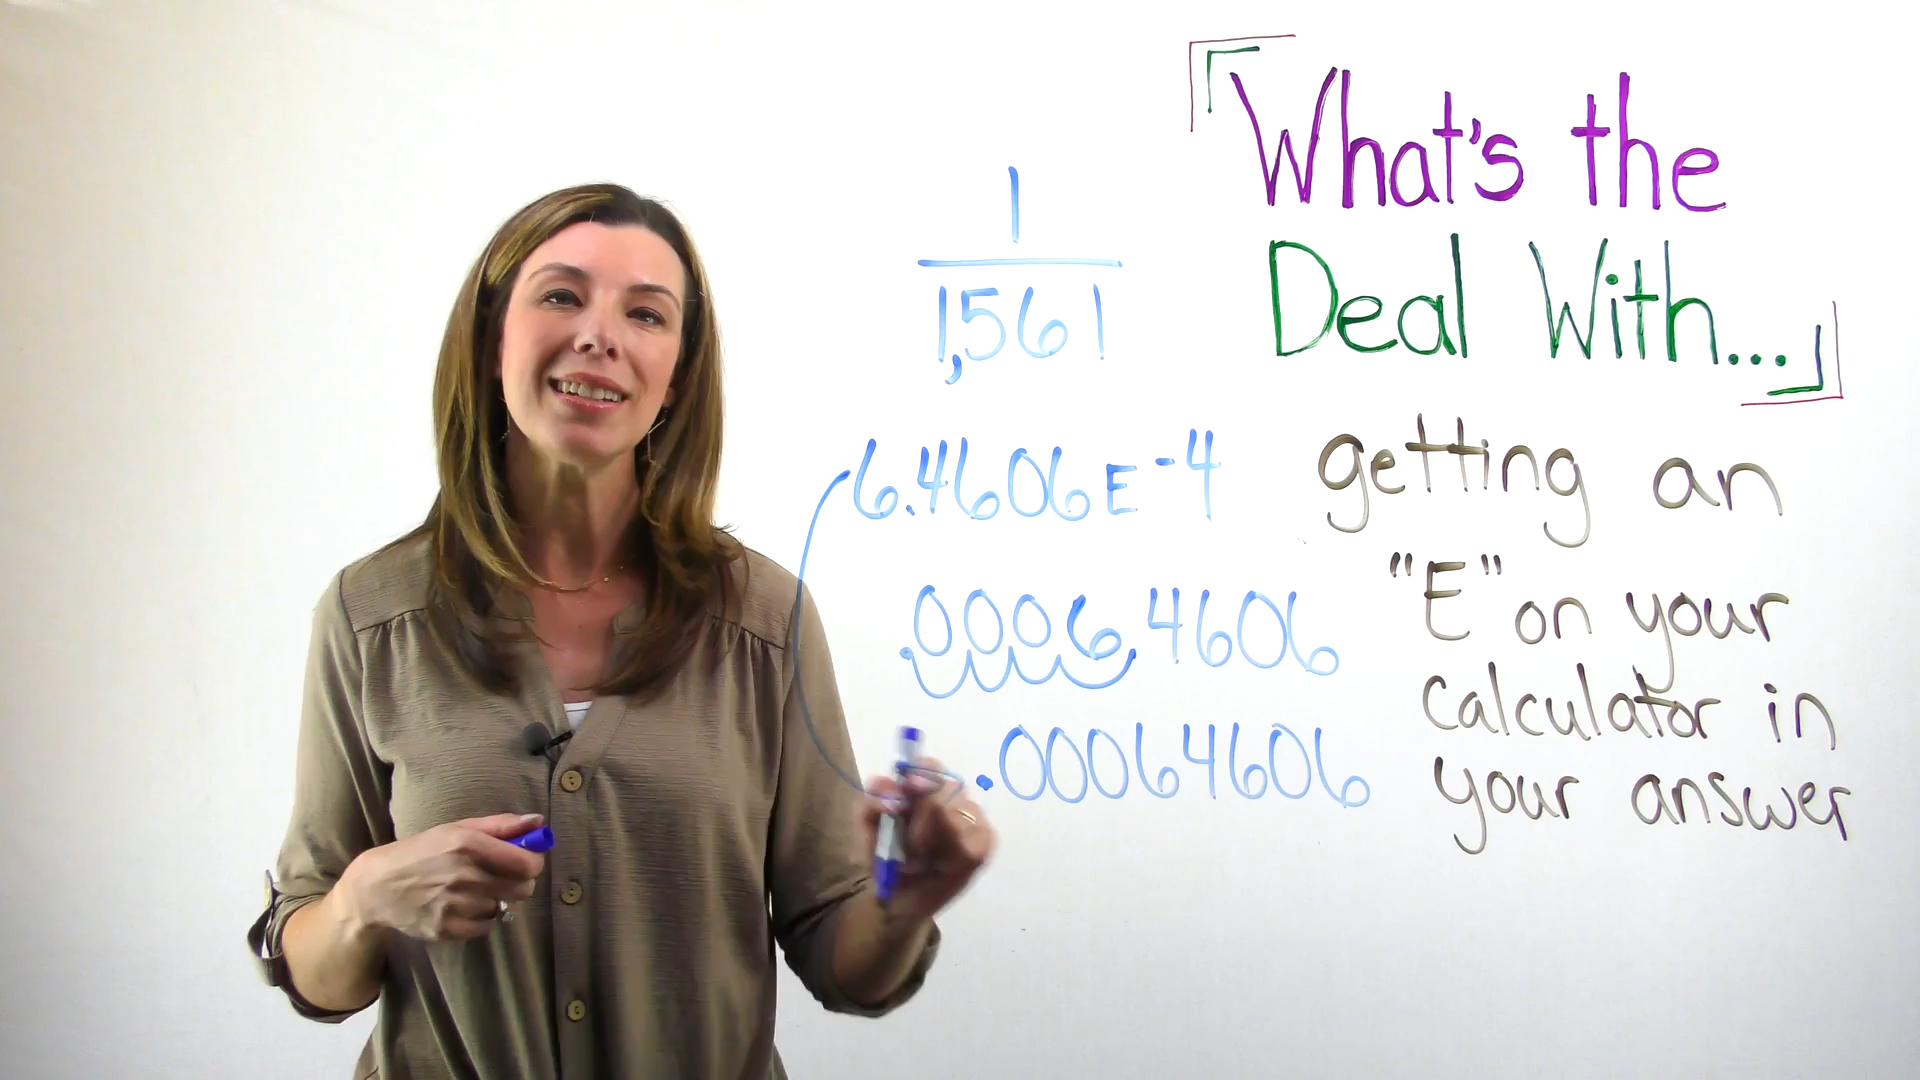 What's the
Deal With...
getting an
"E" on your
calculator in
your answer
1
1,561
6.4606E-4
0006.4606
.00064606